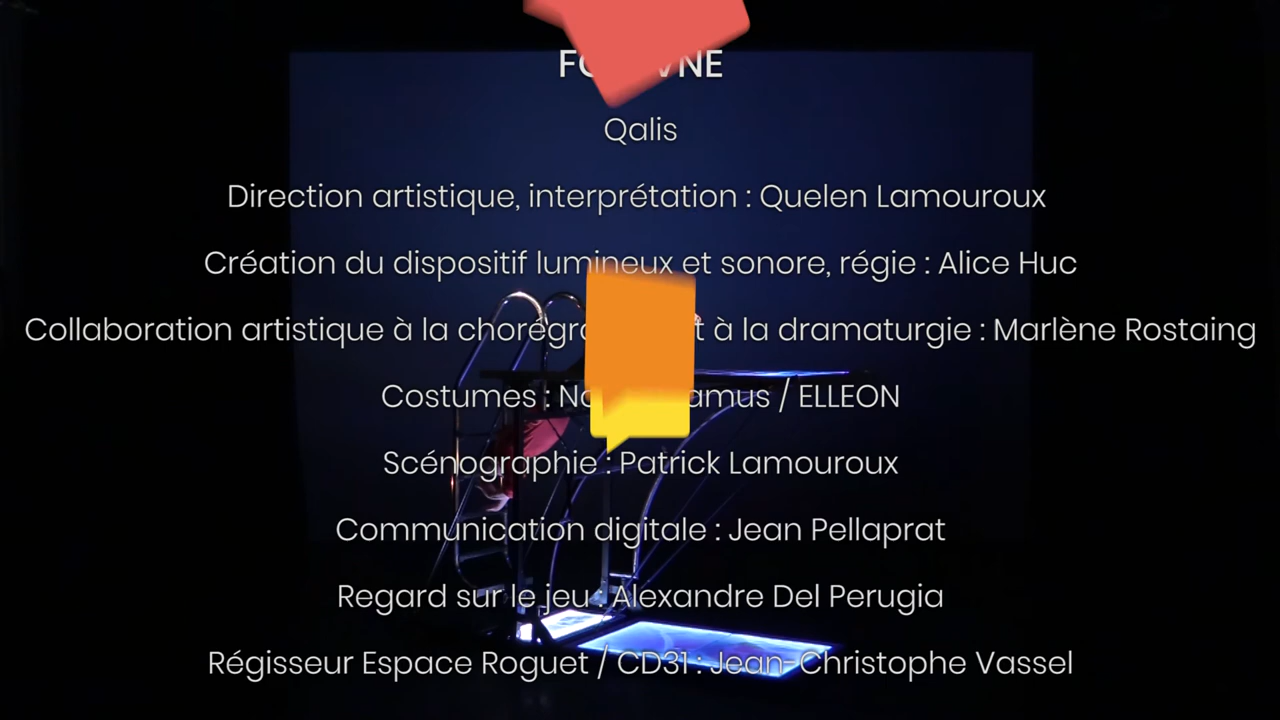 Qalis
Direction artistique, interprétation : Quelen Lamouroux
Création du dispositif lumineux et sonore, régie : Alice Huc
Collaboration artistique à la à la dramaturgie : Marlène Rostaing
Costumes : / ELLEON
Scénographie : Patrick Lamouroux
Communication digitale : Jean Pellaprat
Regard sur le jeu : Alexandre Del Perugia
Régisseur Espace Roguet / CD31 : Jean-Christophe Vassel